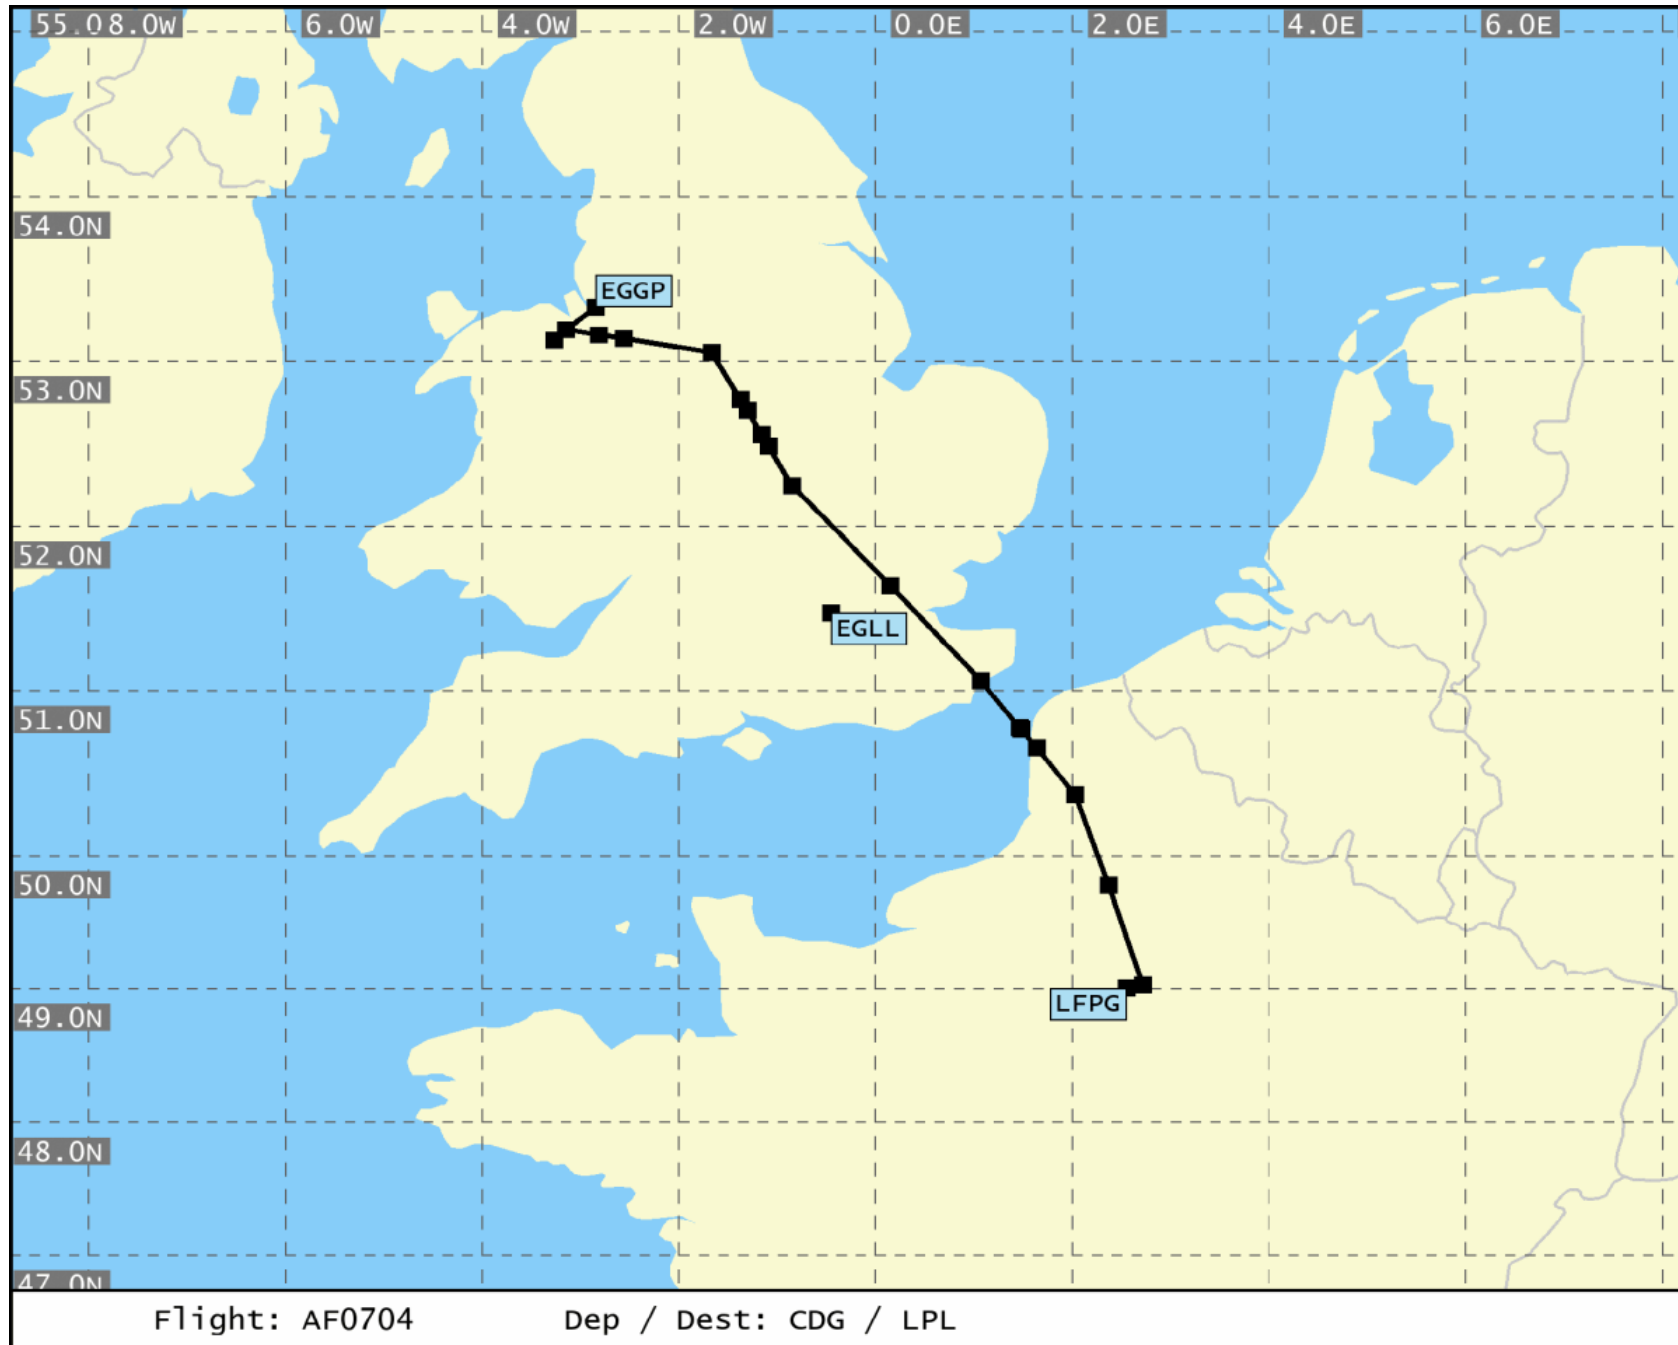 55.0 8.0W 6.0W 4.0W 2.0W 0.0E 2.0E 4.0E 6.0E
54.0N
EGGP
53.0N
52.0N
EGLL
51.0N
50.0N
LFPG
49.0N
48.0N
47.0N
Flight: AF0704 Dep / Dest: CDG / LPL